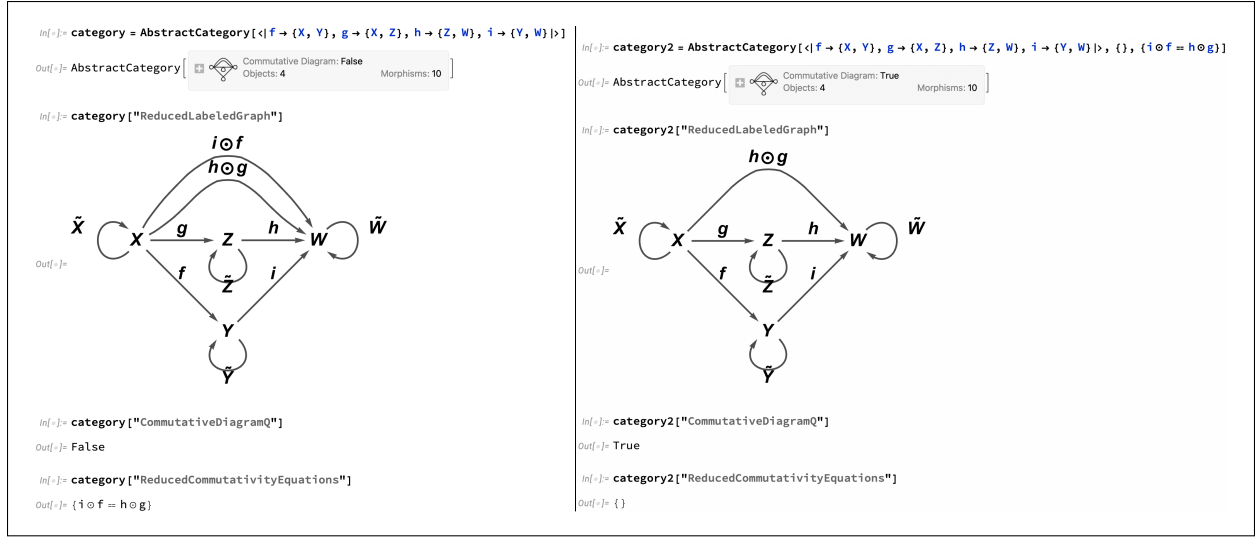 In[◦]:= category = AbstractCategory[<|f → {X, Y}, g → {X, Z}, h → {Z, W}, i → {Y, W}|>]
Out[◦]= AbstractCategory[
Commutative Diagram: False
Objects: 4 Morphisms: 10
]
In[◦]:= category["ReducedLabeledGraph"]
i⊙f
h⊙g
X̃
X
g
Z
h
W
W̃
Out[◦]=
f
Z̃
i
Y
Ỹ
In[◦]:= category["CommutativeDiagramQ"]
Out[◦]= False
In[◦]:= category["ReducedCommutativityEquations"]
Out[◦]= {i⊙f == h⊙g}
In[◦]:= category2 = AbstractCategory[<|f → {X, Y}, g → {X, Z}, h → {Z, W}, i → {Y, W}|>, {}, {i⊙f == h⊙g}]
Out[◦]= AbstractCategory[
Commutative Diagram: True
Objects: 4 Morphisms: 10
]
In[◦]:= category2["ReducedLabeledGraph"]
h⊙g
X̃
X
g
Z
h
W
W̃
Out[◦]=
f
Z̃
i
Y
Ỹ
In[◦]:= category2["CommutativeDiagramQ"]
Out[◦]= True
In[◦]:= category2["ReducedCommutativityEquations"]
Out[◦]= {}